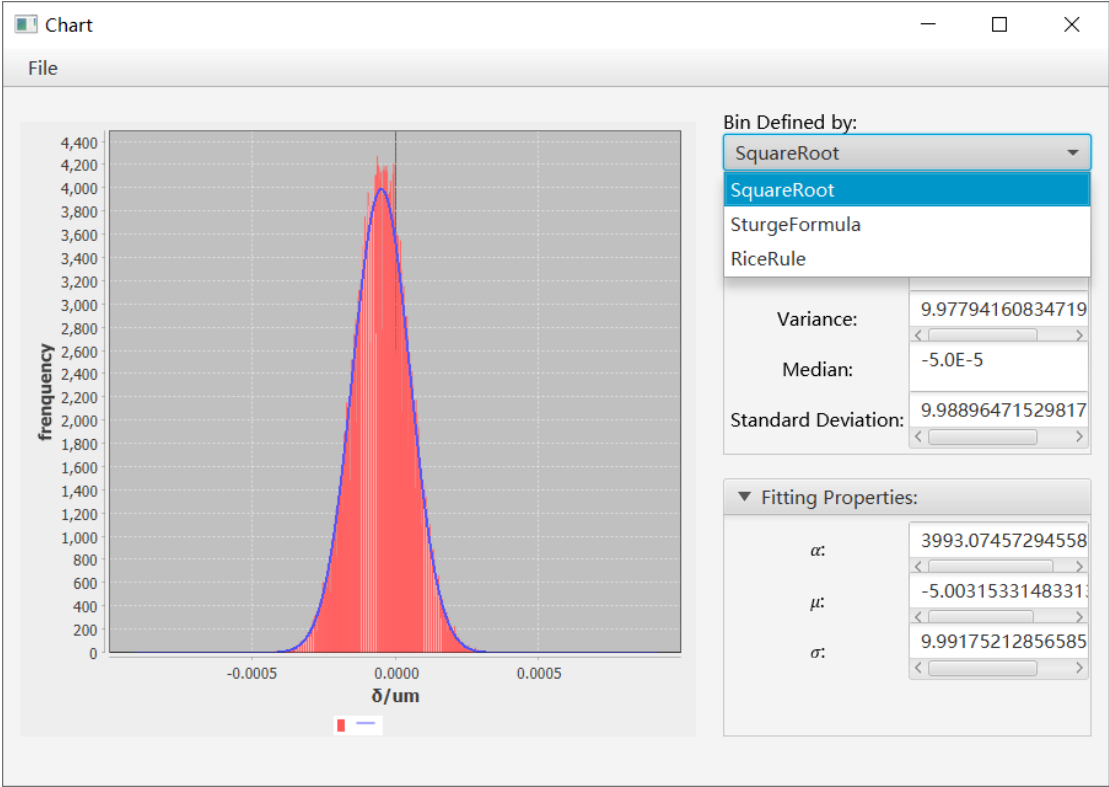 Chart
File
4,400
4,200
4,000
3,800
3,600
3,400
3,200
3,000
2,800
2,600
2,400
2,200
2,000
1,800
1,600
1,400
1,200
1,000
800
600
400
200
0
frenquency
-0.0005
0.0000
0.0005
δ/um
Bin Defined by:
SquareRoot
SquareRoot
SturgeFormula
RiceRule
Variance:
9.97794160834719
Median:
-5.0E-5
Standard Deviation:
9.98896471529817
Fitting Properties:
α:
3993.07457294558
μ:
-5.00315331483313
σ:
9.99175212856585